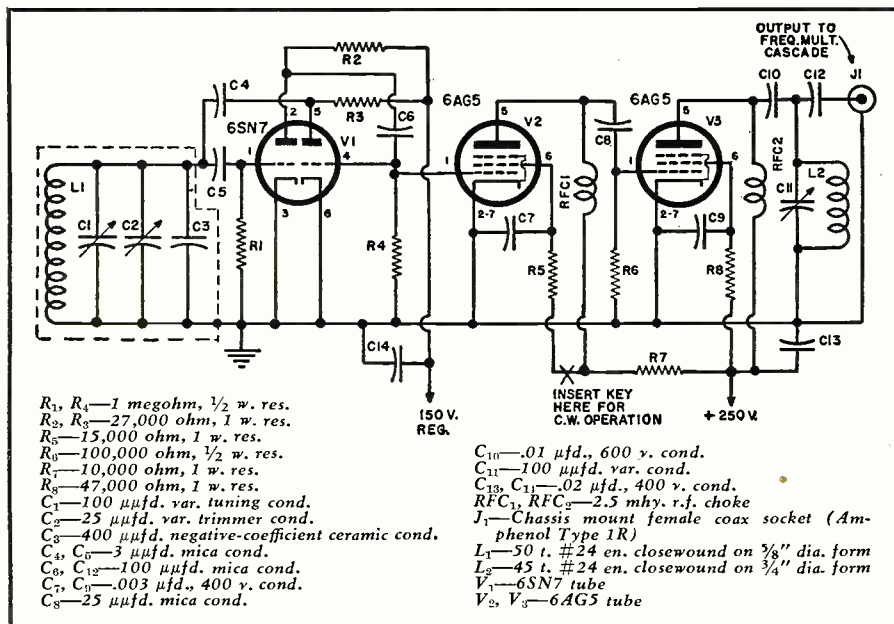 OUTPUT TO
FREQ. MULT.
CASCADE
R2
C10
C12
J1
C4
R3
6AG5
6AG5
2
5
C6
5
5
6SN7
V1
V2
C8
V3
RFC2
1
4
1
6
1
6
C5
L1
RFC1
C11
L2
2-7
2-7
C1
C2
C3
3
6
C7
C9
R1
R4
R5
R6
R8
C14
R7
C13
INSERT KEY
HERE FOR
C.W. OPERATION
150 V.
REG.
+250 V.
R₁, R₄—1 megohm, ½ w. res.
R₂, R₃—27,000 ohm, 1 w. res.
R₅—15,000 ohm, 1 w. res.
R₆—100,000 ohm, ½ w. res.
R₇—10,000 ohm, 1 w. res.
R₈—47,000 ohm, 1 w. res.
C₁—100 μμfd. var. tuning cond.
C₂—25 μμfd. var. trimmer cond.
C₃—400 μμfd. negative-coefficient ceramic cond.
C₄, C₅—3 μμfd. mica cond.
C₆, C₁₂—100 μμfd. mica cond.
C₇, C₉—.003 μfd., 400 v. cond.
C₈—25 μμfd. mica cond.
C₁₀—.01 μfd., 600 v. cond.
C₁₁—100 μμfd. var. cond.
C₁₃, C₁₄—.02 μfd., 400 v. cond.
RFC₁, RFC₂—2.5 mhy. r.f. choke
J₁—Chassis mount female coax socket (Am-
phenol Type 1R)
L₁—50 t. #24 en. closewound on ⅝" dia. form
L₂—45 t. #24 en. closewound on ¾" dia. form
V₁—6SN7 tube
V₂, V₃—6AG5 tube